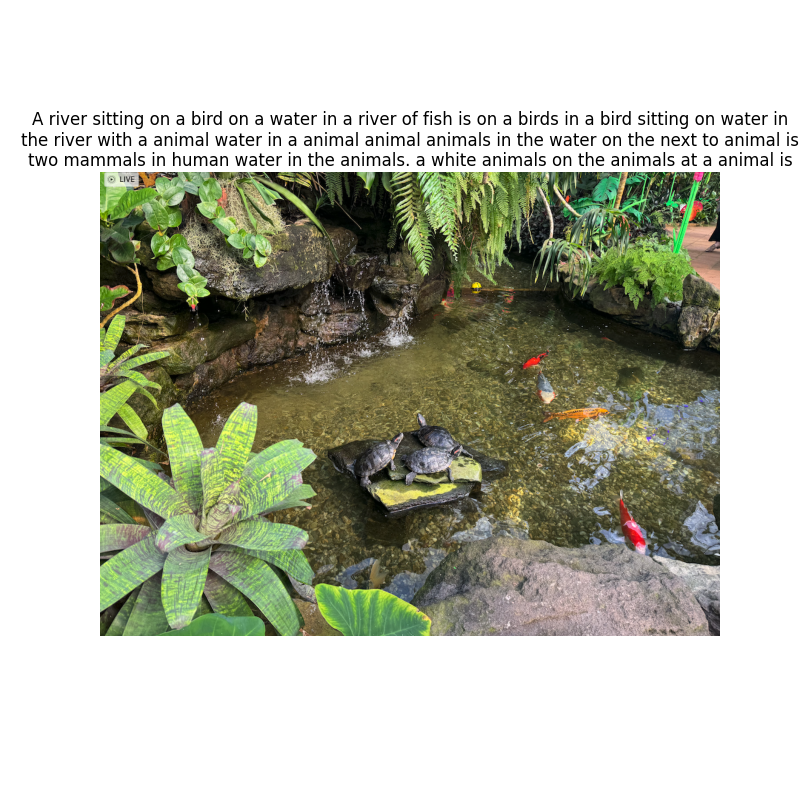 A river sitting on a bird on a water in a river of fish is on a birds in a bird sitting on water in
the river with a animal water in a animal animal animals in the water on the next to animal is
two mammals in human water in the animals. a white animals on the animals at a animal is
LIVE